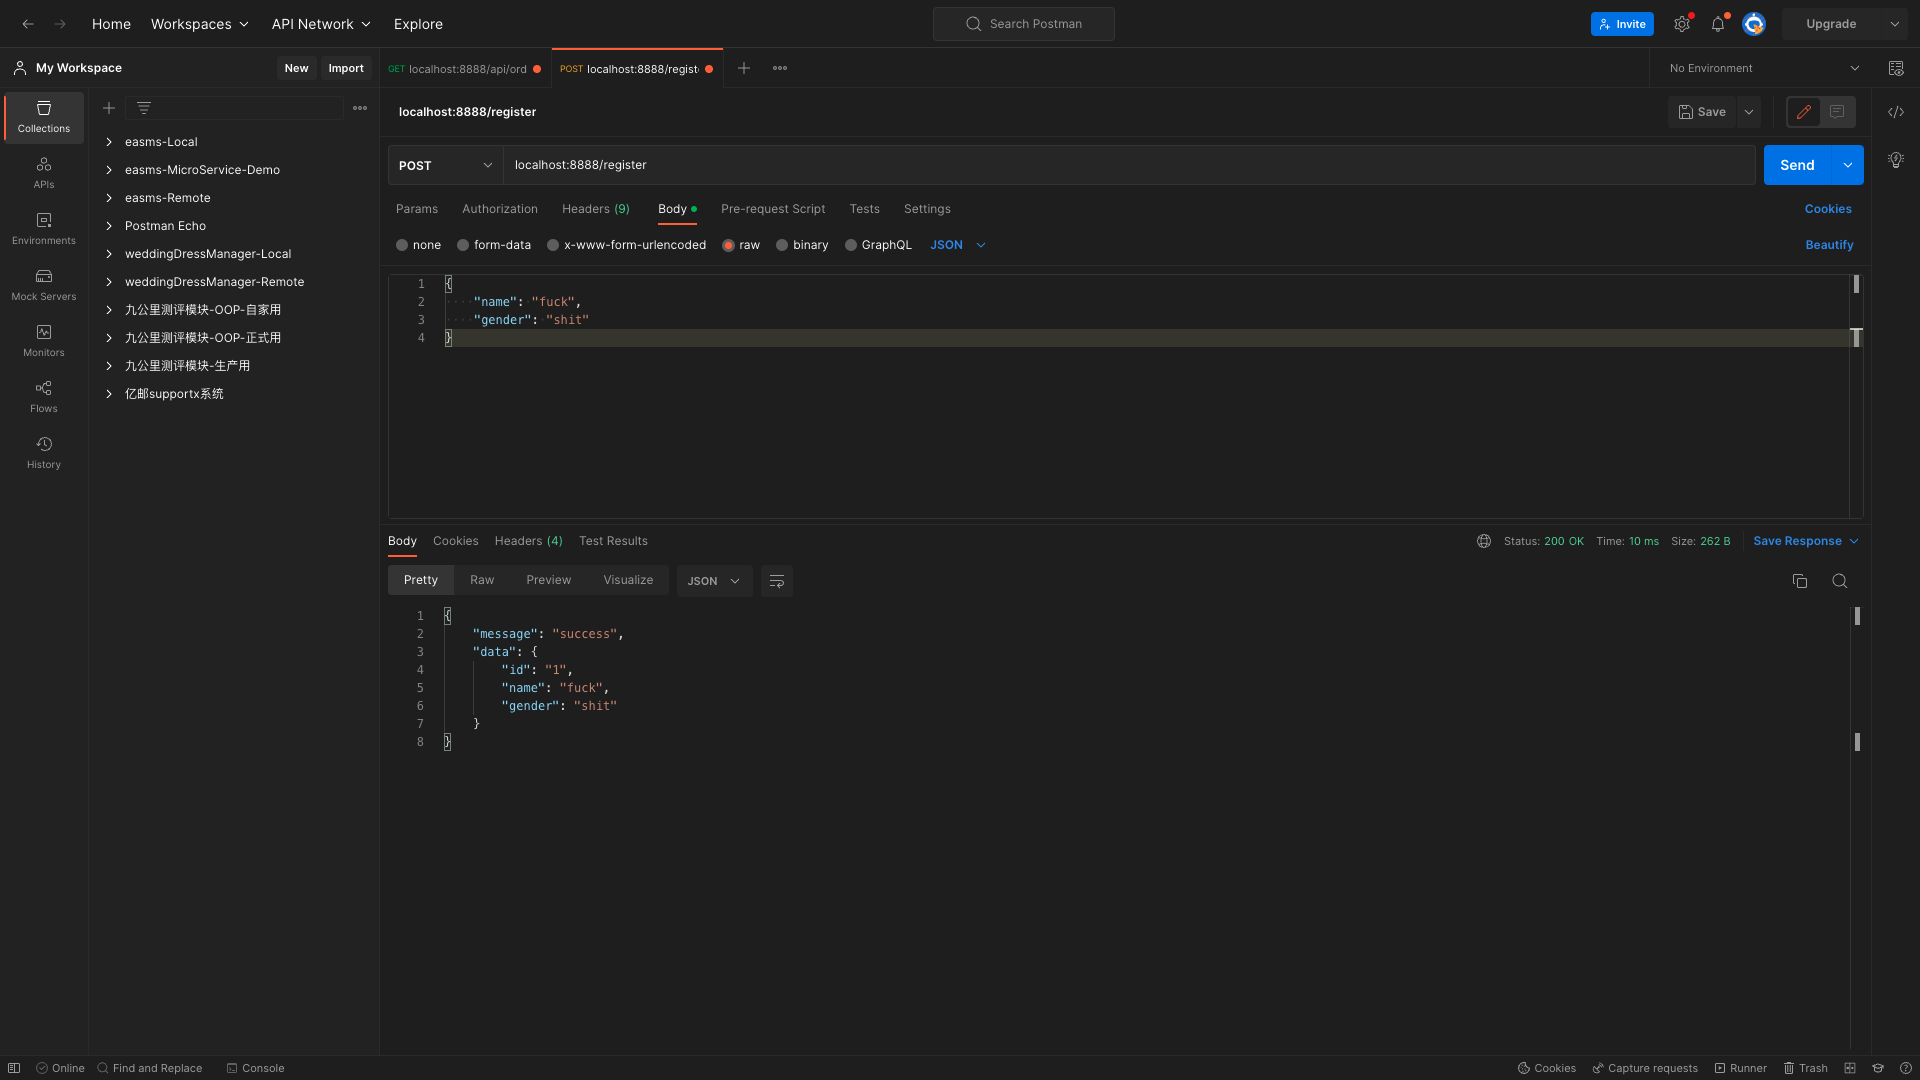 Home Workspaces API Network Explore Search Postman Invite Upgrade
My Workspace New Import GET localhost:8888/api/ord POST localhost:8888/regist No Environment
Collections
APIs
Environments
Mock Servers
Monitors
Flows
History
easms-Local
easms-MicroService-Demo
easms-Remote
Postman Echo
weddingDressManager-Local
weddingDressManager-Remote
九公里测评模块-OOP-自家用
九公里测评模块-OOP-正式用
九公里测评模块-生产用
亿邮supportx系统
localhost:8888/register Save
POST localhost:8888/register Send
Params Authorization Headers (9) Body Pre-request Script Tests Settings Cookies
none form-data x-www-form-urlencoded raw binary GraphQL JSON Beautify
1 {
2 "name": "fuck",
3 "gender": "shit"
4 }
Body Cookies Headers (4) Test Results Status: 200 OK Time: 10 ms Size: 262 B Save Response
Pretty Raw Preview Visualize JSON
1 {
2 "message": "success",
3 "data": {
4 "id": "1",
5 "name": "fuck",
6 "gender": "shit"
7 }
8 }
Online Find and Replace Console Cookies Capture requests Runner Trash